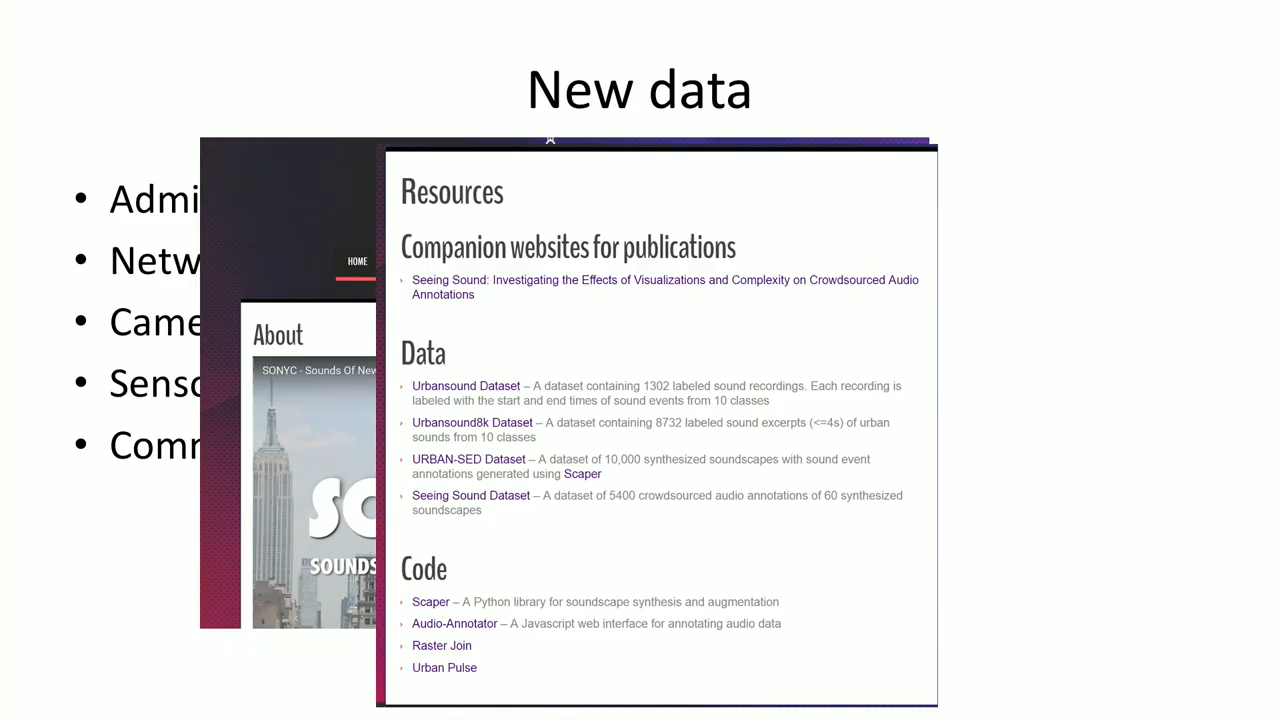 New data
• Admi
• Netw
• Came
• Senso
• Comm
HOME
About
SONYC - Sounds Of New
SO
SOUNDS
Resources
Companion websites for publications
Seeing Sound: Investigating the Effects of Visualizations and Complexity on Crowdsourced Audio
Annotations
Data
Urbansound Dataset – A dataset containing 1302 labeled sound recordings. Each recording is
labeled with the start and end times of sound events from 10 classes
Urbansound8k Dataset – A dataset containing 8732 labeled sound excerpts (<=4s) of urban
sounds from 10 classes
URBAN-SED Dataset – A dataset of 10,000 synthesized soundscapes with sound event
annotations generated using Scaper
Seeing Sound Dataset – A dataset of 5400 crowdsourced audio annotations of 60 synthesized
soundscapes
Code
Scaper – A Python library for soundscape synthesis and augmentation
Audio-Annotator – A Javascript web interface for annotating audio data
Raster Join
Urban Pulse